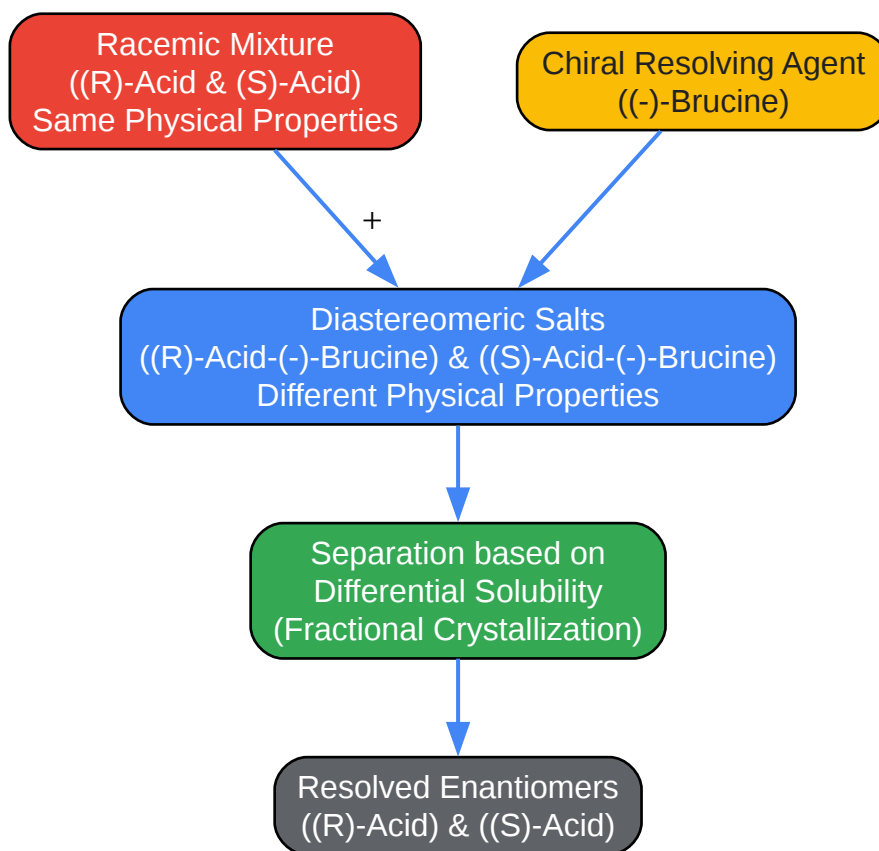 Racemic Mixture
((R)-Acid & (S)-Acid)
Same Physical Properties
Chiral Resolving Agent
((-)-Brucine)
+
Diastereomeric Salts
((R)-Acid-(-)-Brucine) & ((S)-Acid-(-)-Brucine)
Different Physical Properties
Separation based on
Differential Solubility
(Fractional Crystallization)
Resolved Enantiomers
((R)-Acid) & ((S)-Acid)